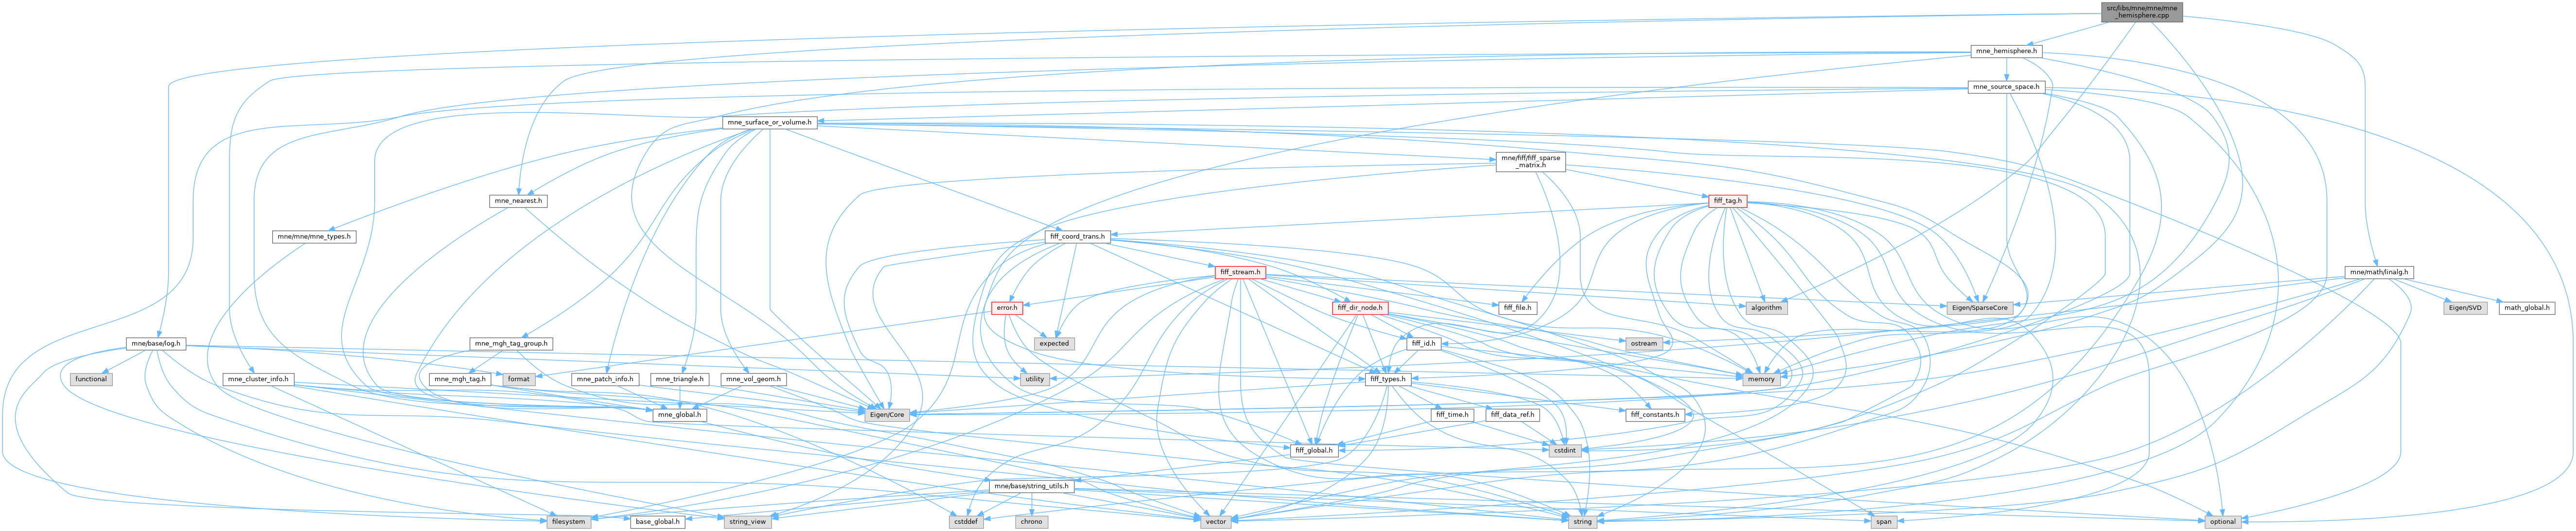 src/libs/mne/mne/mne
_hemisphere.cpp
mne_hemisphere.h
mne_source_space.h
mne_surface_or_volume.h
mne/fiff/fiff_sparse
_matrix.h
mne_nearest.h
fiff_tag.h
mne/mne/mne_types.h
fiff_coord_trans.h
fiff_stream.h
mne/math/linalg.h
error.h
fiff_dir_node.h
fiff_file.h
algorithm
Eigen/SparseCore
Eigen/SVD
math_global.h
mne/base/log.h
mne_mgh_tag_group.h
expected
fiff_id.h
ostream
functional
mne_cluster_info.h
mne_mgh_tag.h
format
mne_patch_info.h
mne_triangle.h
mne_vol_geom.h
utility
fiff_types.h
memory
mne_global.h
Eigen/Core
fiff_time.h
fiff_data_ref.h
fiff_constants.h
fiff_global.h
cstdint
mne/base/string_utils.h
filesystem
base_global.h
string_view
cstddef
chrono
vector
string
span
optional